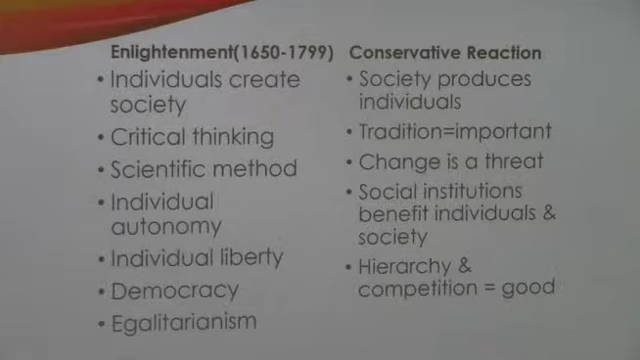 Enlightenment(1650-1799)
• Individuals create
society
• Critical thinking
• Scientific method
• Individual
autonomy
• Individual liberty
• Democracy
• Egalitarianism
Conservative Reaction
• Society produces
individuals
• Tradition=important
• Change is a threat
• Social institutions
benefit individuals &
society
• Hierarchy &
competition = good